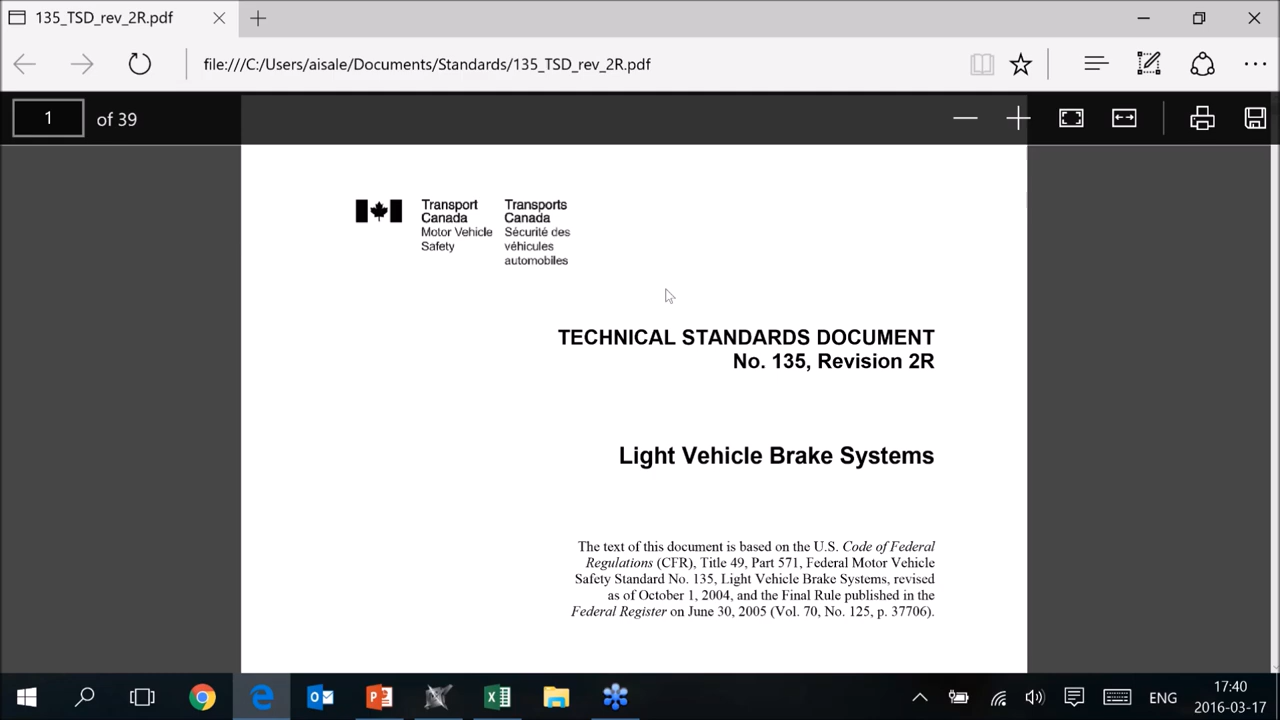 135_TSD_rev_2R.pdf
file:///C:/Users/aisale/Documents/Standards/135_TSD_rev_2R.pdf
1 of 39
Transport Canada
Motor Vehicle Safety
Transports Canada
Sécurité des véhicules automobiles
TECHNICAL STANDARDS DOCUMENT
No. 135, Revision 2R
Light Vehicle Brake Systems
The text of this document is based on the U.S. Code of Federal
Regulations (CFR), Title 49, Part 571, Federal Motor Vehicle
Safety Standard No. 135, Light Vehicle Brake Systems, revised
as of October 1, 2004, and the Final Rule published in the
Federal Register on June 30, 2005 (Vol. 70, No. 125, p. 37706).
ENG
17:40
2016-03-17